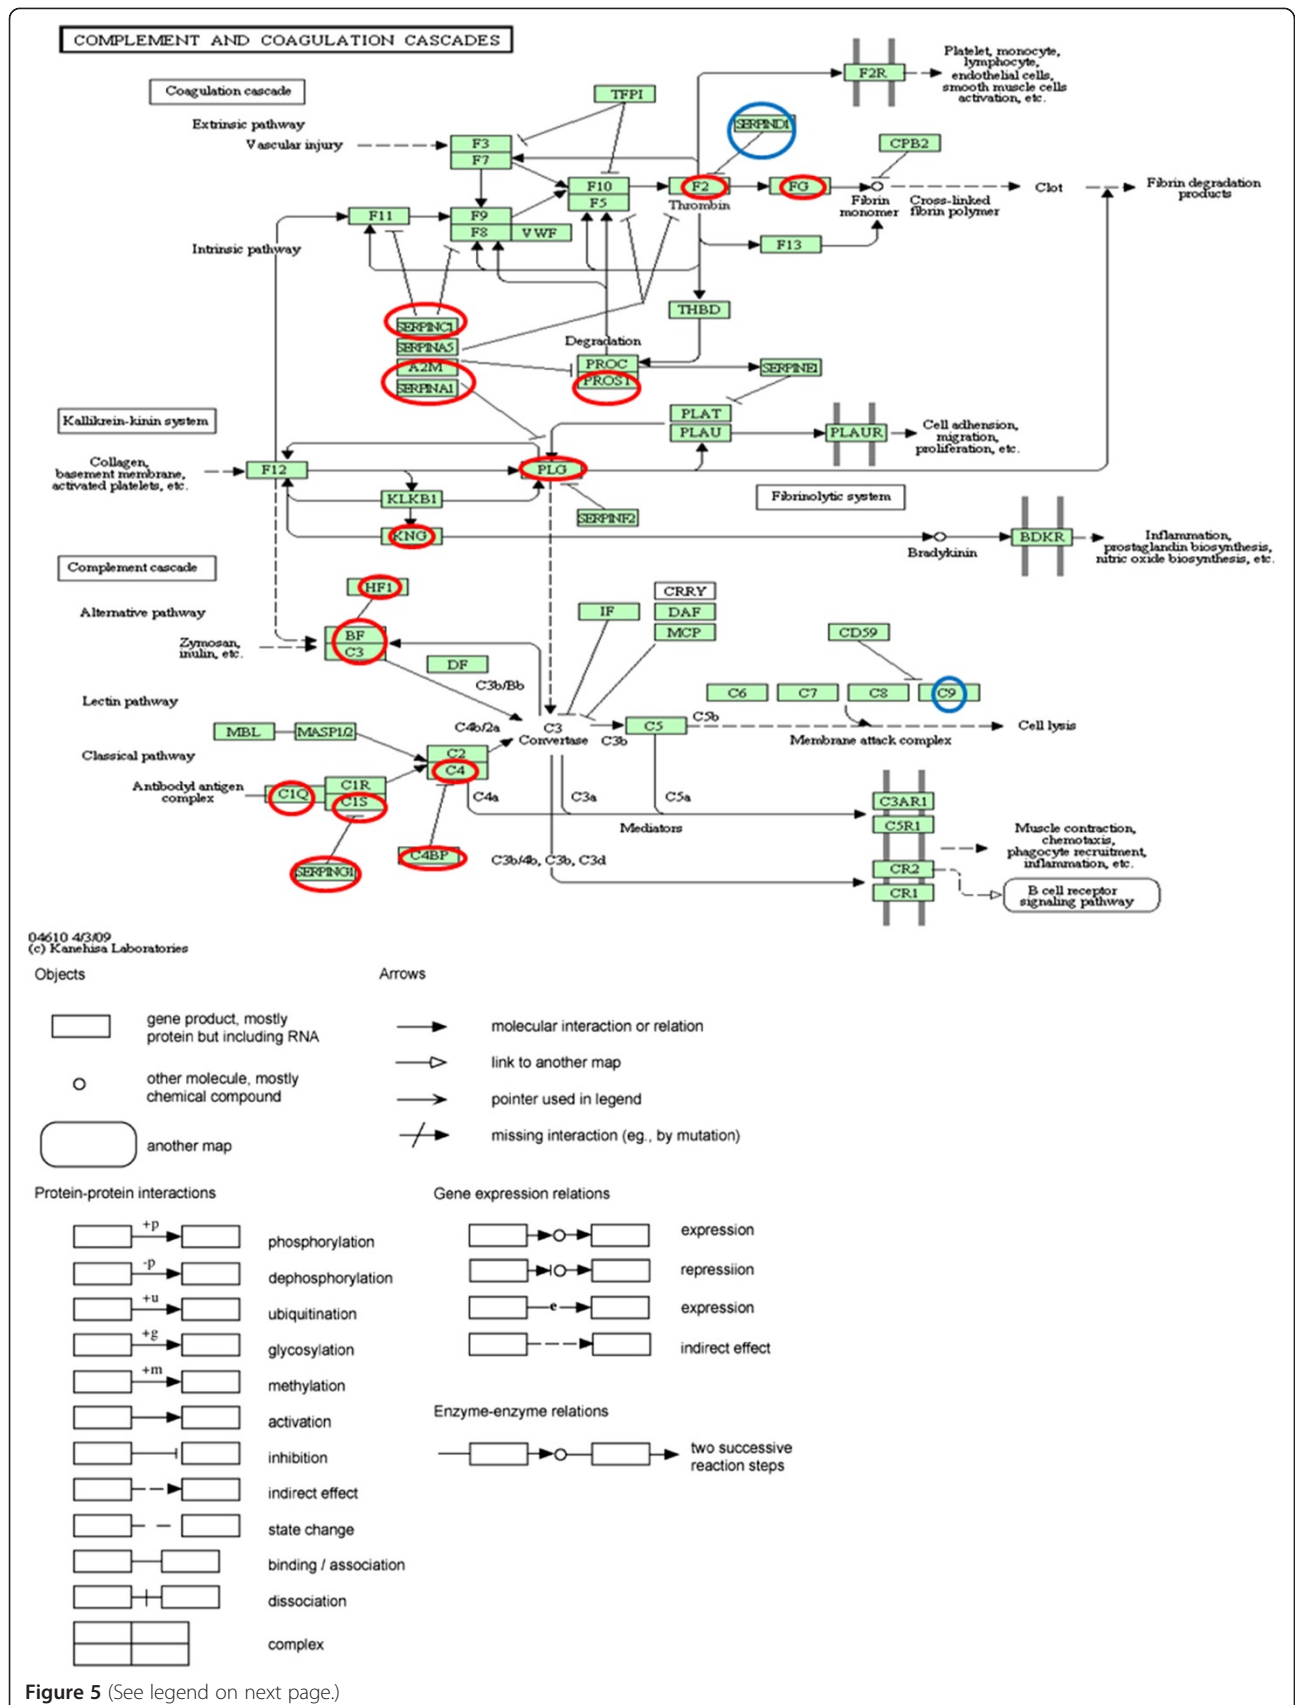 COMPLEMENT AND COAGULATION CASCADES
Coagulation cascade
Extrinsic pathway
Vascular injury
TFPI
F3
F7
F2R
Platelet, monocyte,
lymphocyte,
endothelial cells,
smooth muscle cells
activation, etc.
SERPIND1
CPB2
F10
F5
F2
Thrombin
FG
Fibrin
monomer
Cross-linked
fibrin polymer
Clot
Fibrin degradation
products
F11
F9
F8
VWF
F13
Intrinsic pathway
THBD
SERPINC1
SERPINA5
A2M
SERPINA1
Degradation
PROC
PROS1
SERPINE1
Kallikrein-kinin system
PLAT
PLAU
PLAUR
Cell adhesion,
migration,
proliferation, etc.
Collagen,
basement membrane,
activated platelets, etc.
F12
PLG
KLKB1
Fibrinolytic system
SERPINF2
KNG
Bradykinin
BDKR
Inflammation,
prostaglandin biosynthesis,
nitric oxide biosynthesis, etc.
Complement cascade
HF1
Alternative pathway
Zymosan,
inulin, etc.
BF
C3
DF
C3b/Bb
IF
CRRY
DAF
MCP
CD59
C6
C7
C8
C9
Lectin pathway
MBL
MASP1/2
C4b/2a
C3
Convertase
C3b
C5
C5b
Membrane attack complex
Cell lysis
Classical pathway
C2
C4
Antibodyl antigen
complex
C1Q
C1R
C1S
C4a
C3a
C5a
Mediators
C3AR1
C5R1
Muscle contraction,
chemotaxis,
phagocyte recruitment,
inflammation, etc.
SERPING1
C4BP
C3b/4b, C3b, C3d
CR2
CR1
B cell receptor
signaling pathway
04610 4/3/09
(c) Kanehisa Laboratories
Objects
gene product, mostly
protein but including RNA
other molecule, mostly
chemical compound
another map
Arrows
molecular interaction or relation
link to another map
pointer used in legend
missing interaction (eg., by mutation)
Protein-protein interactions
+p
phosphorylation
-p
dephosphorylation
+u
ubiquitination
+g
glycosylation
+m
methylation
activation
inhibition
indirect effect
state change
binding / association
dissociation
complex
Gene expression relations
expression
repressiion
e
expression
indirect effect
Enzyme-enzyme relations
two successive
reaction steps
Figure 5 (See legend on next page.)